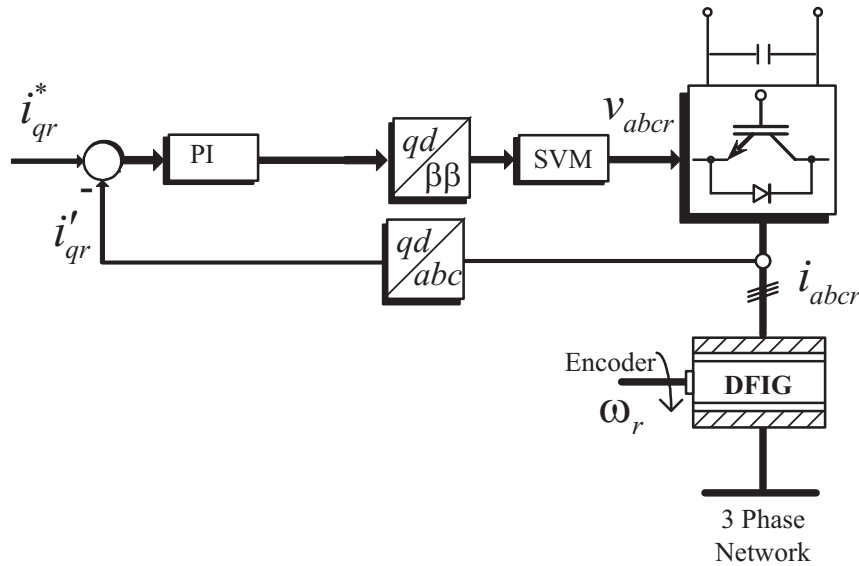 i*qr
PI
qd
ββ
SVM
vabcr
-
i'qr
qd
abc
iabcr
Encoder
ωr
DFIG
3 Phase
Network